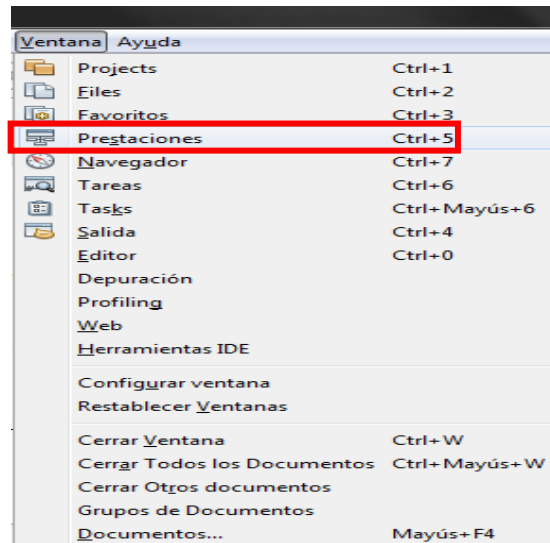 Ventana Ayuda
Projects Ctrl+1
Files Ctrl+2
Favoritos Ctrl+3
Prestaciones Ctrl+5
Navegador Ctrl+7
Tareas Ctrl+6
Tasks Ctrl+Mayús+6
Salida Ctrl+4
Editor Ctrl+0
Depuración
Profiling
Web
Herramientas IDE
Configurar ventana
Restablecer Ventanas
Cerrar Ventana Ctrl+W
Cerrar Todos los Documentos Ctrl+Mayús+W
Cerrar Otros documentos
Grupos de Documentos
Documentos... Mayús+F4